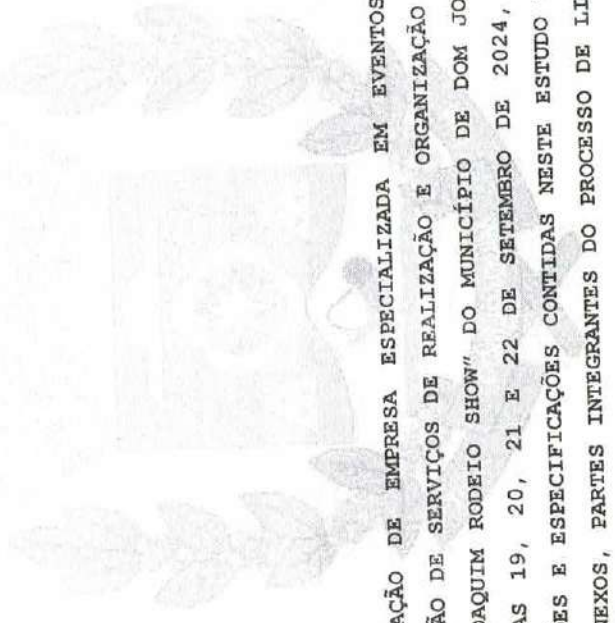 AÇÃO DE EMPRESA ESPECIALIZADA EM EVENTOS
ÃO DE SERVIÇOS DE REALIZAÇÃO E ORGANIZAÇÃO
OAQUIM RODEIO SHOW" DO MUNICÍPIO DE DOM JO
AS 19, 20, 21 E 22 DE SETEMBRO DE 2024,
ES E ESPECIFICAÇÕES CONTIDAS NESTE ESTUDO
NEXOS, PARTES INTEGRANTES DO PROCESSO DE LI